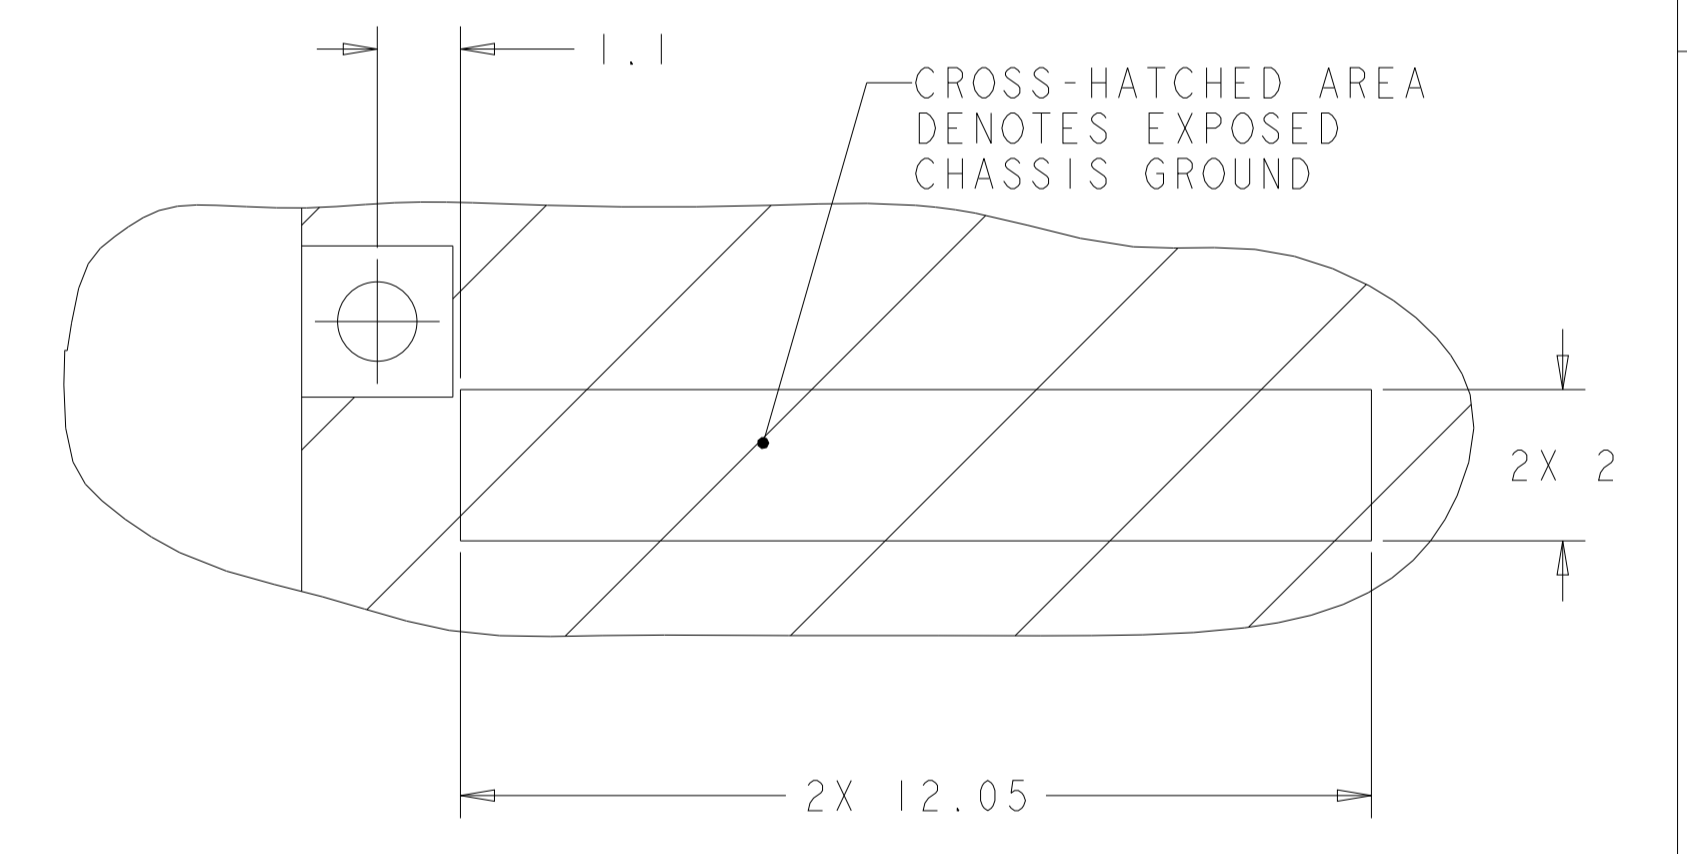 1.1
CROSS-HATCHED AREA
DENOTES EXPOSED
CHASSIS GROUND
2X 2
2X 12.05